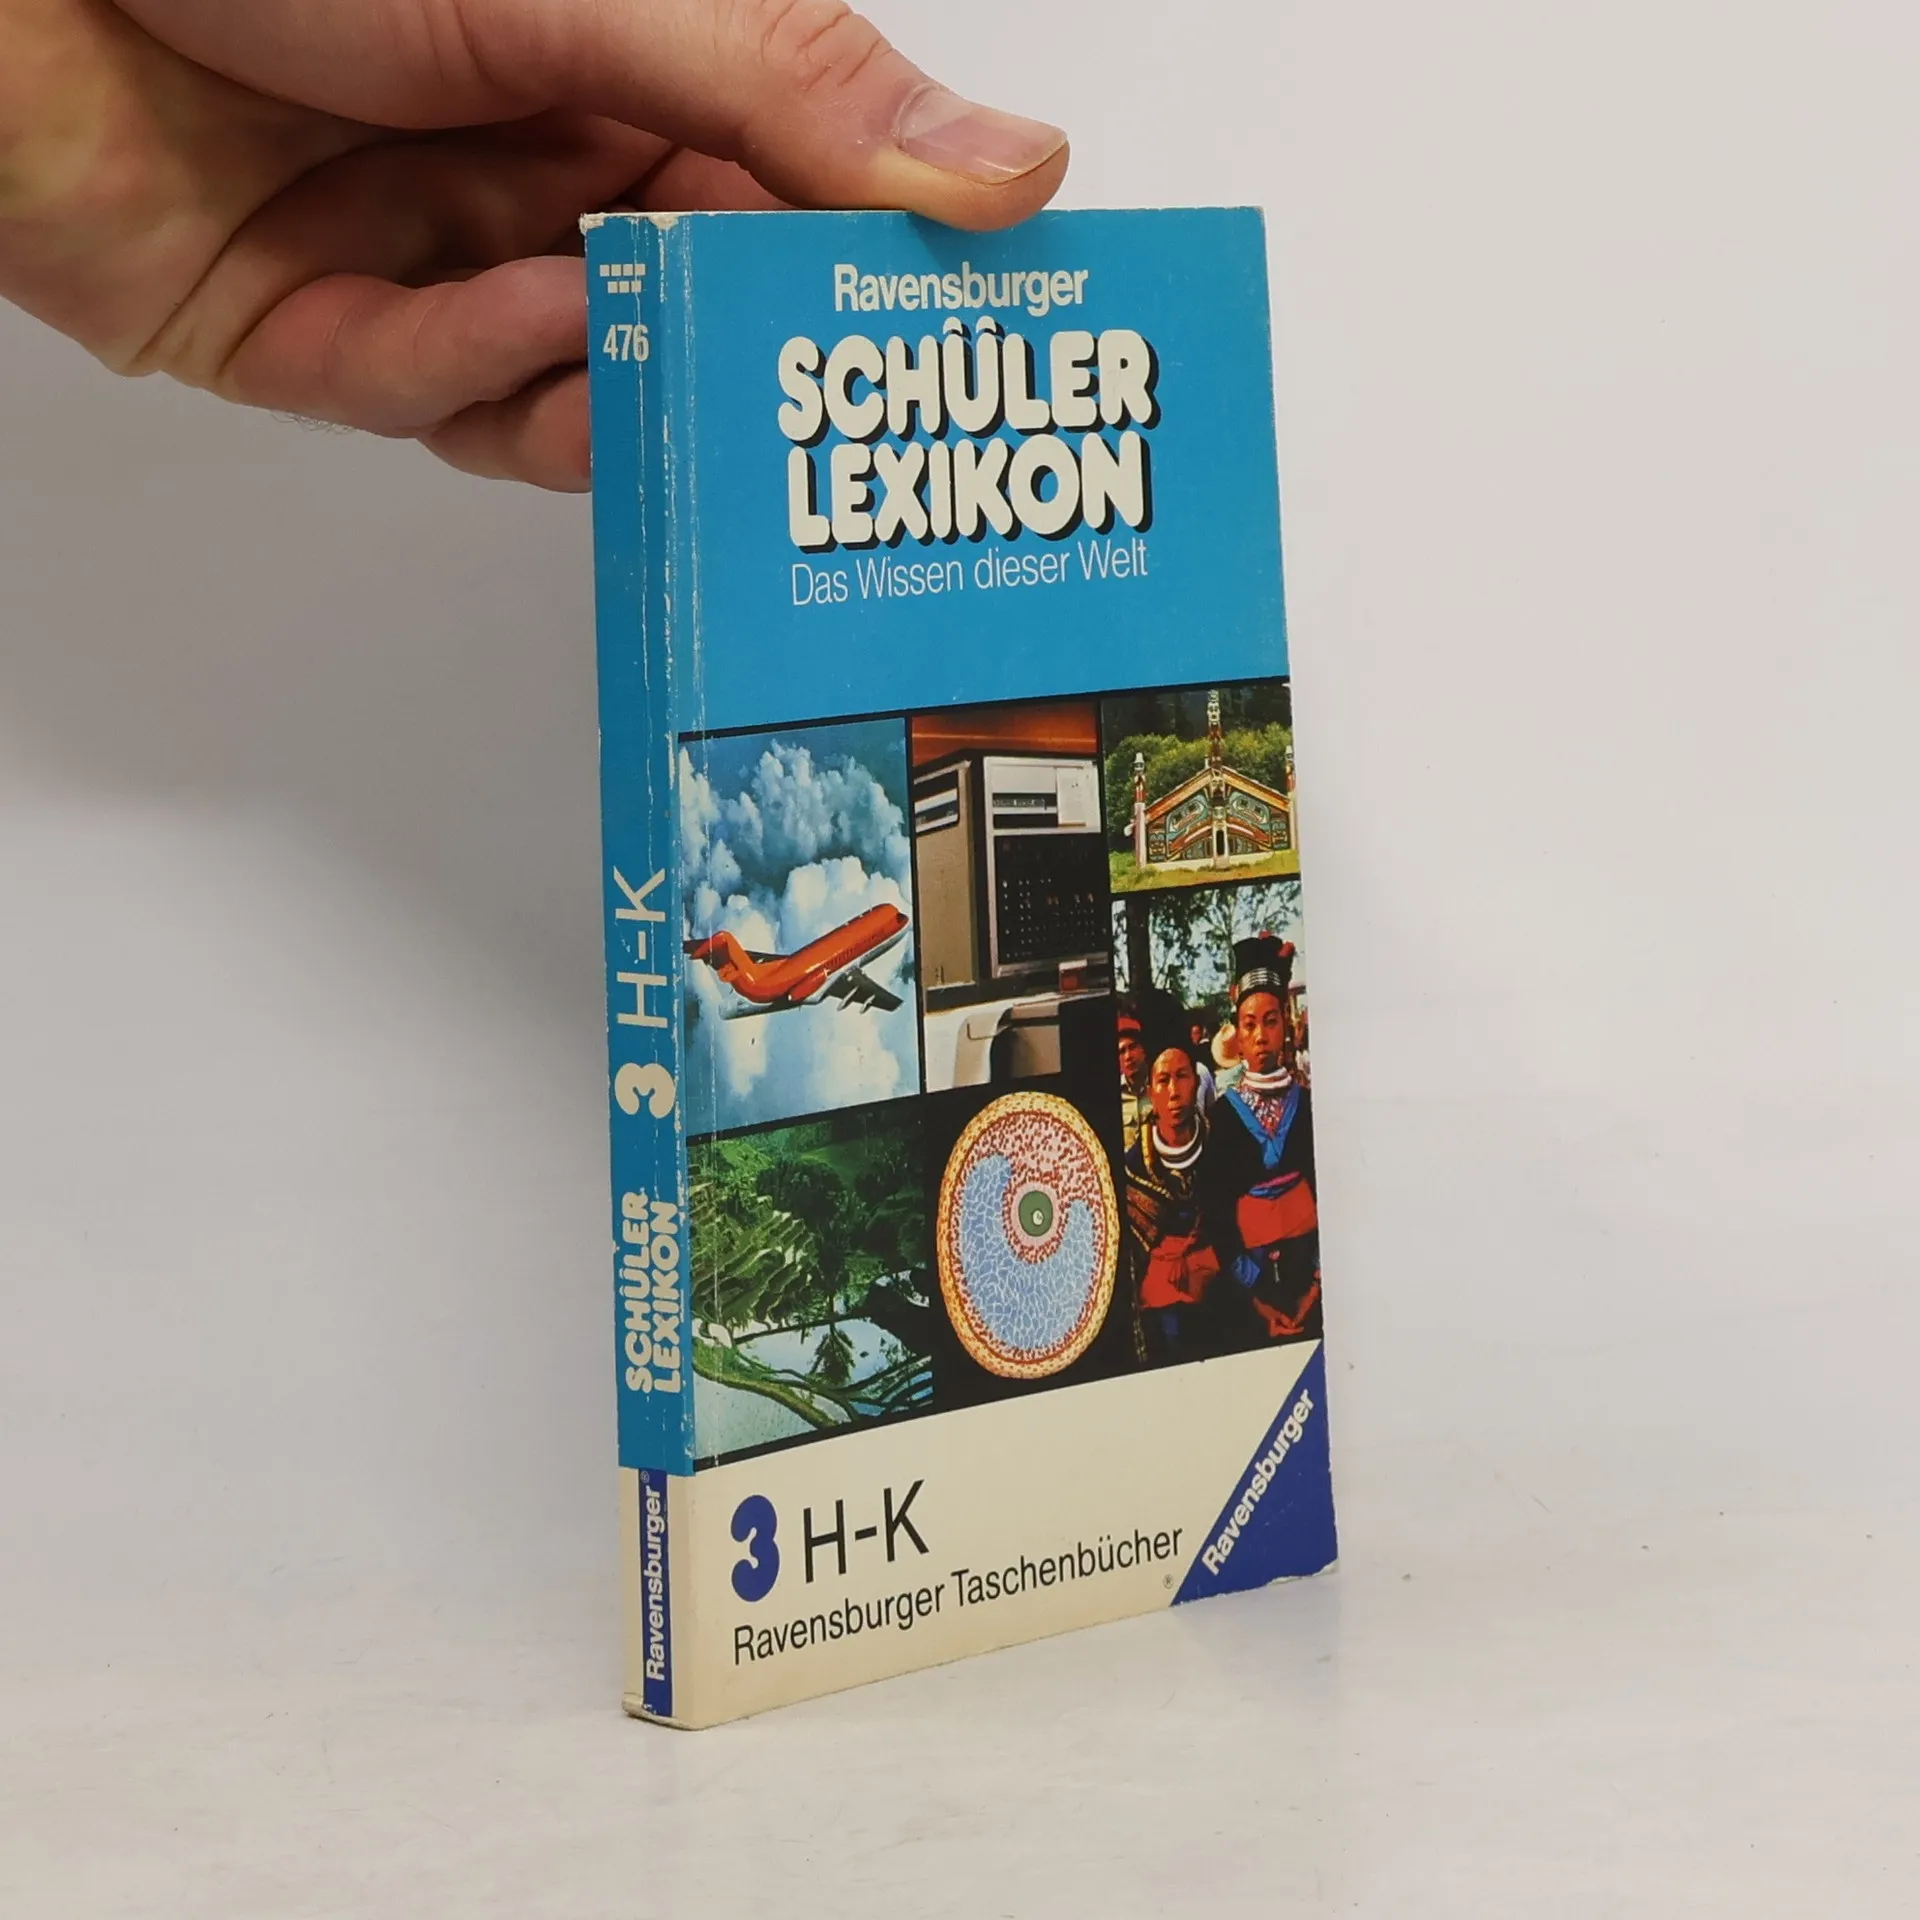 476
3 H-K
SCHÜLER
LEXIKON
Ravensburger®
Ravensburger
SCHÜLER
LEXIKON
Das Wissen dieser Welt
3 H-K
Ravensburger Taschenbücher
®
Ravensburger